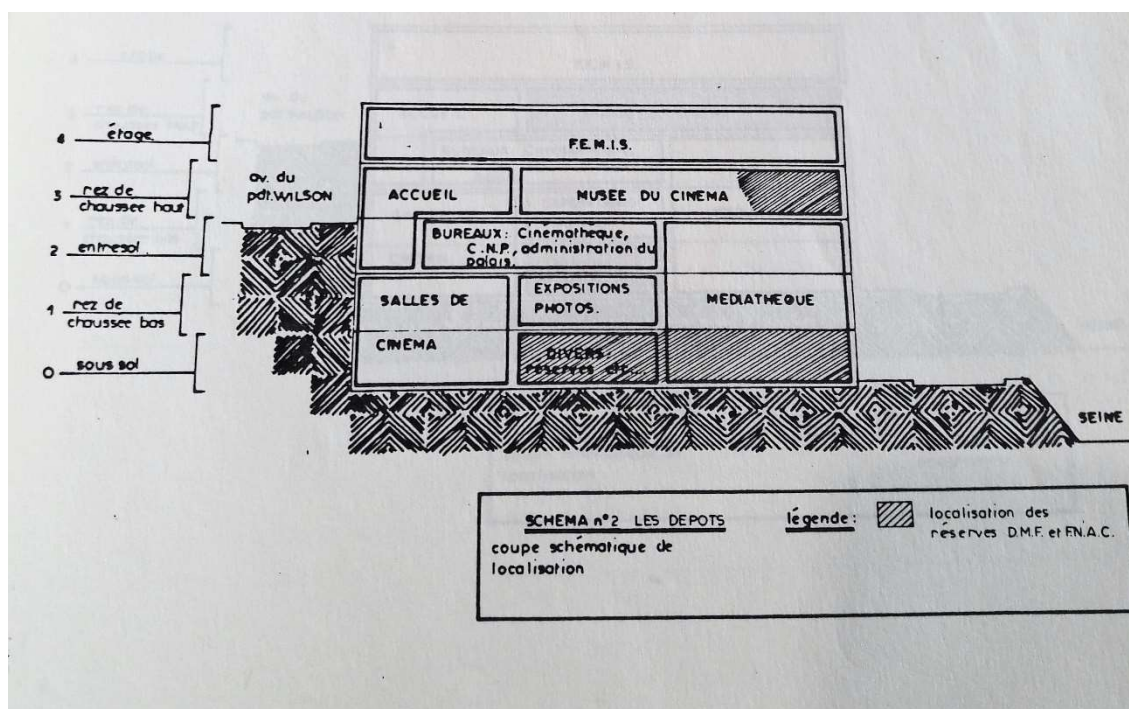 4 étage
F.E.M.I.S.
av. du
pdt. WILSON
3 rez de
chaussee haut
ACCUEIL
MUSEE DU CINEMA
2 entresol
BUREAUX: Cinémathèque,
C.N.P., administration du
palais.
1 rez de
chaussee bas
SALLES DE
CINEMA
EXPOSITIONS
PHOTOS.
MEDIATHEQUE
0 sous sol
DIVERS:
réserves etc...
SEINE
SCHEMA n°2 LES DEPOTS
coupe schématique de
localisation
légende:
localisation des
réserves D.M.F. et F.N.A.C.